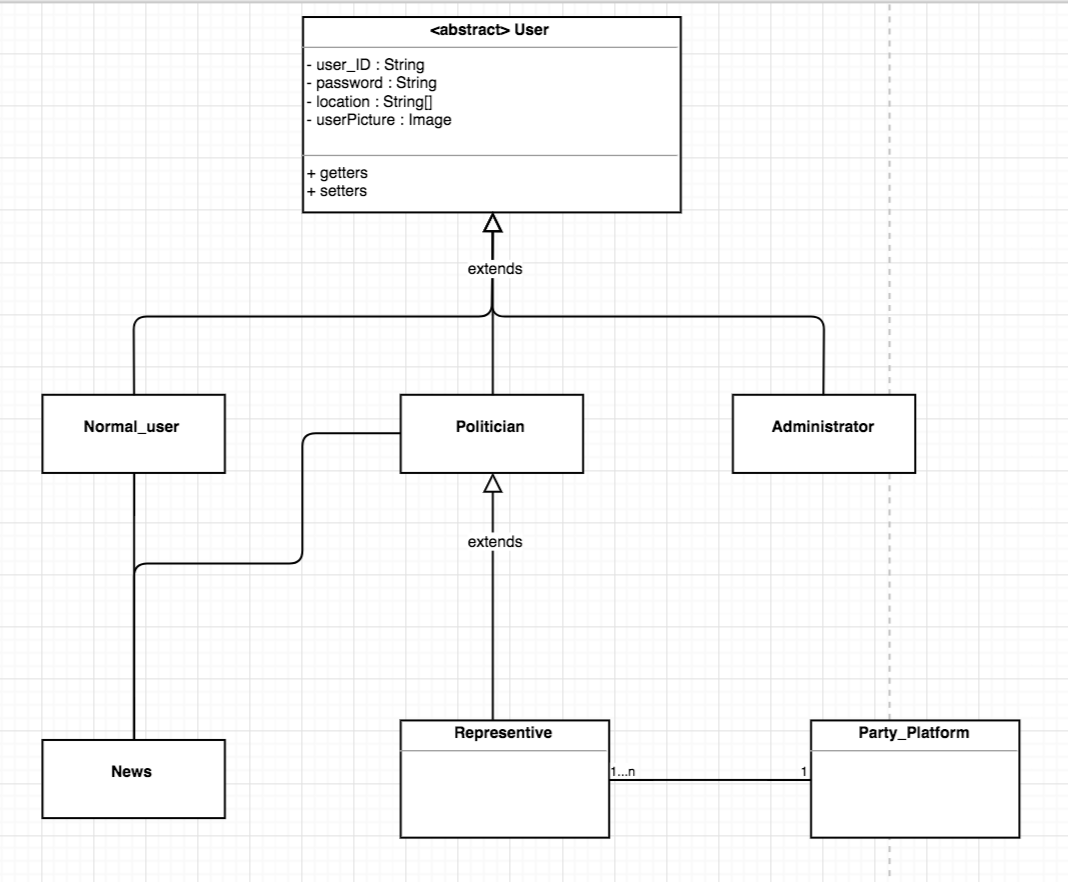 <abstract> User
- user_ID : String
- password : String
- location : String[]
- userPicture : Image
+ getters
+ setters
extends
Normal_user
Politician
Administrator
extends
Representive
Party_Platform
1...n
1
News